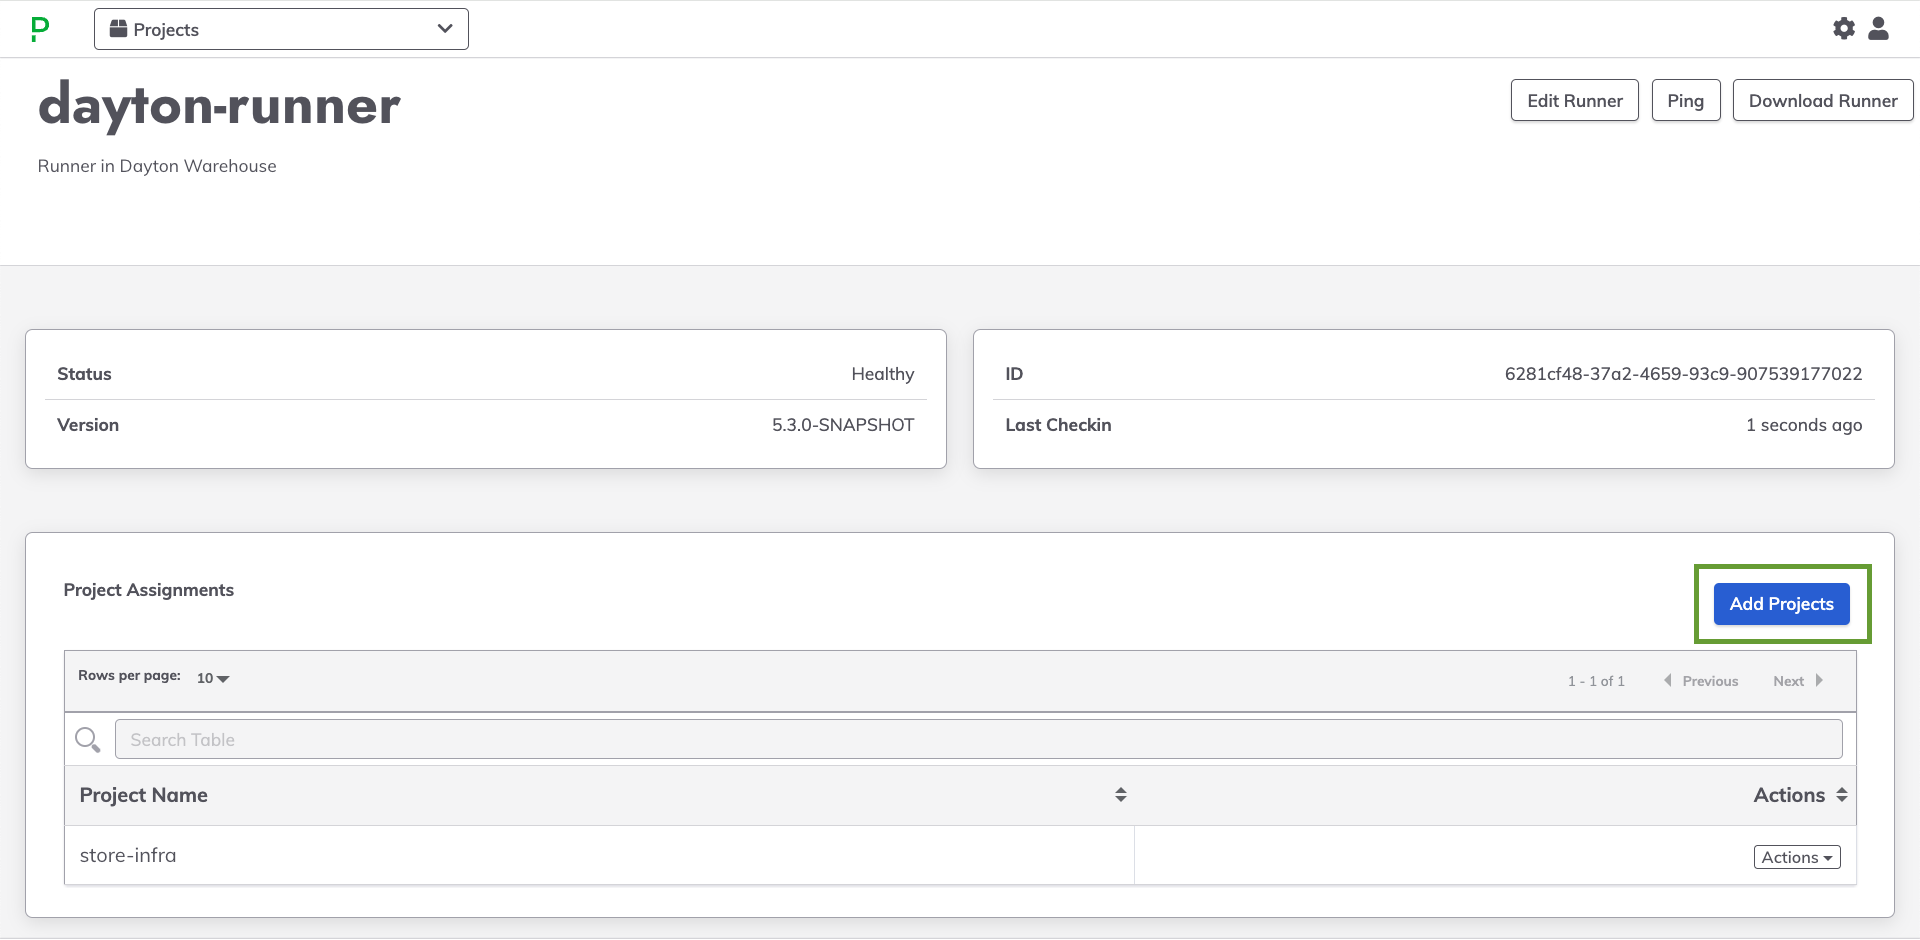 P
Projects
dayton-runner
Edit Runner
Ping
Download Runner
Runner in Dayton Warehouse
Status Healthy
Version 5.3.0-SNAPSHOT
ID 6281cf48-37a2-4659-93c9-907539177022
Last Checkin 1 seconds ago
Project Assignments
Add Projects
Rows per page: 10
1 - 1 of 1 Previous Next
Search Table
Project Name Actions
store-infra Actions